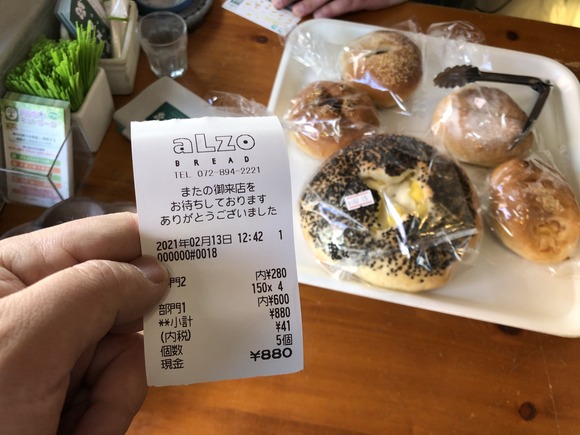 aLzo
BREAD
TEL 072-894-2221
またの御来店を
お待ちしております
ありがとうございました
2021年02月13日 12:42 1
000000#0018
門2 内¥280
150x 4
部門1 内¥600
**小計 ¥880
(内税) ¥41
個数 5個
現金 ¥880